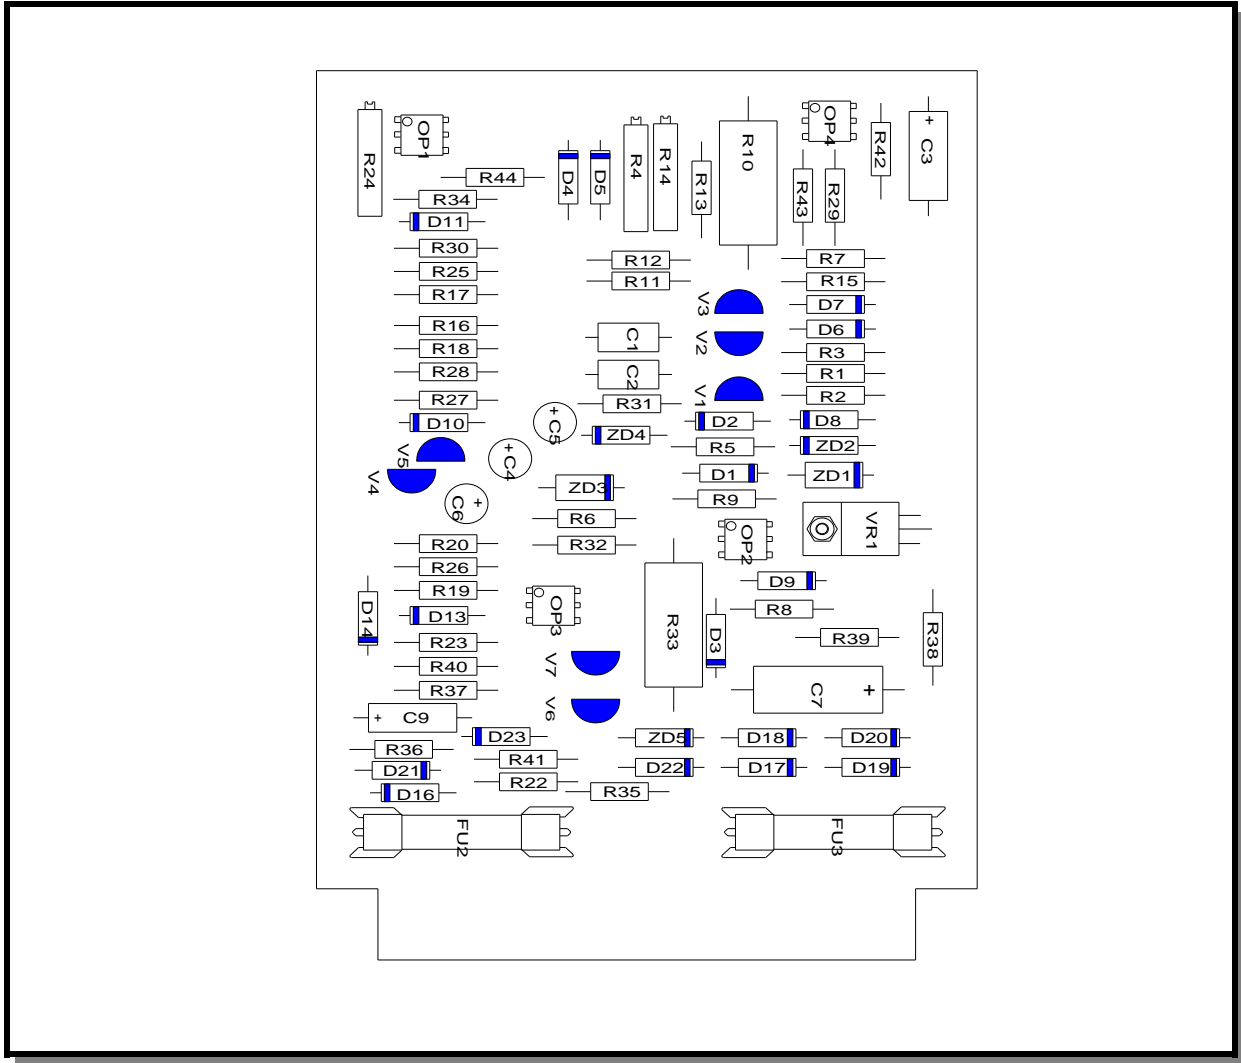 OP1
OP4
R42
C3
R24
R44
D4
D5
R4
R14
R13
R10
R43
R29
R34
D11
R30
R25
R17
R12
R11
R7
R15
V3
D7
R16
R18
R28
C1
C2
V2
D6
R3
R1
R27
D10
R31
V1
R2
C5
ZD4
D2
D8
V5
V4
C4
R5
ZD2
C6
ZD3
D1
ZD1
R9
R6
R32
OP2
VR1
R20
R26
R19
D13
D14
OP3
D9
R8
R33
D3
R39
R38
R23
R40
R37
V7
V6
C7
C9
D23
ZD5
D18
D20
R36
R41
D21
D22
D17
D19
R22
D16
R35
FU2
FU3